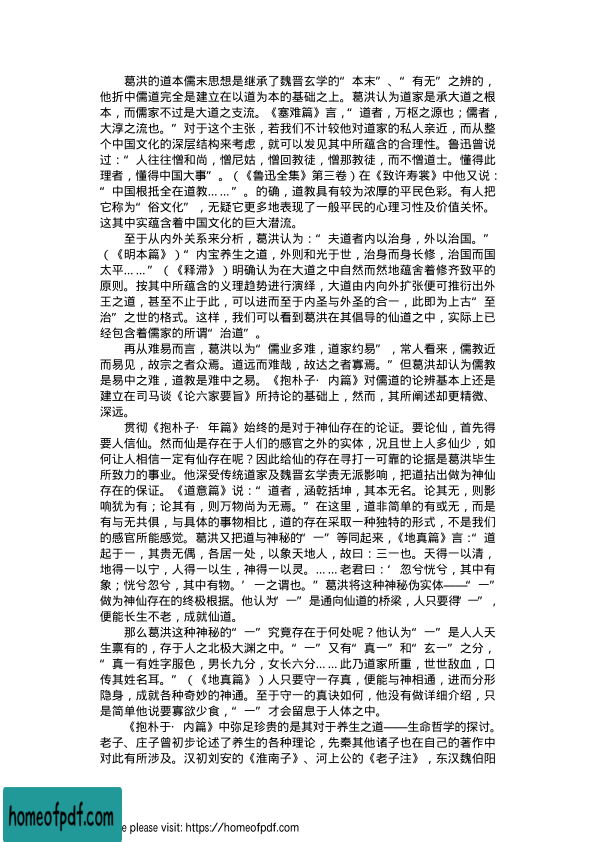 葛洪的道本儒末思想是继承了魏晋玄学的“本末”、“有无”之辨的，
他折中儒道完全是建立在以道为本的基础之上。葛洪认为道家是承大道之根
本，而儒家不过是大道之支流。《塞难篇》言，“道者，万枢之源也；儒者，
大淳之流也。”对于这个主张，若我们不计较他对道家的私人亲近，而从整
个中国文化的深层结构来考虑，就可以发见其中所蕴含的合理性。鲁迅曾说
过：“人往往憎和尚，憎尼姑，憎回教徒，憎那教徒，而不憎道士。懂得此
理者，懂得中国大事”。（《鲁迅全集》第三卷）在《致许寿裳》中他又说：
“中国根抵全在道教……”。的确，道教具有较为浓厚的平民色彩。有人把
它称为“俗文化”，无疑它更多地表现了一般平民的心理习性及价值关怀。
这其中实蕴含着中国文化的巨大潜流。
至于从内外关系来分析，葛洪认为：“夫道者内以治身，外以治国。”
（《明本篇》）“内宝养生之道，外则和光于世，治身而身长修，治国而国
太平……”（《释滞》）明确认为在大道之中自然而然地蕴舍着修齐致平的
原则。按其中所蕴含的义理趋势进行演绎，大道由内向外扩张便可推衍出外
王之道，甚至不止于此，可以进而至于内圣与外圣的合一，此即为上古“至
治”之世的格式。这样，我们可以看到葛洪在其倡导的仙道之中，实际上已
经包含着儒家的所谓“治道”。
再从难易而言，葛洪以为“儒业多难，道家约易”，常人看来，儒教近
而易见，故宗之者众焉。道远而难哉，故达之者寡焉。”但葛洪却认为儒教
是易中之难，道教是难中之易。《抱朴子·内篇》对儒道的论辨基本上还是
建立在司马谈《论六家要旨》所持论的基础上，然而，其所阐述却更精微、
深远。
贯彻《抱朴子·年篇》始终的是对于神仙存在的论证。要论仙，首先得
要人信仙。然而仙是存在于人们的感官之外的实体，况且世上人多仙少，如
何让人相信一定有仙存在呢？因此给仙的存在寻打一可靠的论据是葛洪毕生
所致力的事业。他深受传统道家及魏晋玄学责无派影响，把道拈出做为神仙
存在的保证。《道意篇》说：“道者，涵乾括坤，其本无名。论其无，则影
响犹为有；论其有，则万物尚为无焉。”在这里，道非简单的有或无，而是
有与无共俱，与具体的事物相比，道的存在采取一种独特的形式，不是我们
的感官所能感觉。葛洪又把道与神秘的“一”等同起来，《地真篇》言：“道
起于一，其贵无偶，各居一处，以象天地人，故曰：三一也。天得一以清，
地得一以宁，人得一以生，神得一以灵。……老君曰：‘忽兮恍兮，其中有
象；恍兮忽兮，其中有物。’一之谓也。”葛洪将这种神秘伪实体——“一”
做为神仙存在的终极根据。他认为‘一”是通向仙道的桥梁，人只要得‘一”，
便能长生不老，成就仙道。
那么葛洪这种神秘的“一”究竟存在于何处呢？他认为“一”是人人天
生禀有的，存于人之北极大渊之中。“一”又有“真一”和“玄一”之分，
“真一有姓字服色，男长九分，女长六分……此乃道家所重，世世敌血，口
传其姓名耳。”（《地真篇》）人只要守一存真，便能与神相通，进而分形
隐身，成就各种奇妙的神通。至于守一的真诀如何，他没有做详细介绍，只
是简单他说要寡欲少食，“一”才会留息于人体之中。
《抱朴于·内篇》中弥足珍贵的是其对于养生之道——生命哲学的探讨。
老子、庄子曾初步论述了养生的各种理论，先秦其他诸子也在自己的著作中
对此有所涉及。汉初刘安的《淮南子》、河上公的《老子注》，东汉魏伯阳
homeofpdf.com
e please visit: https://homeofpdf.com